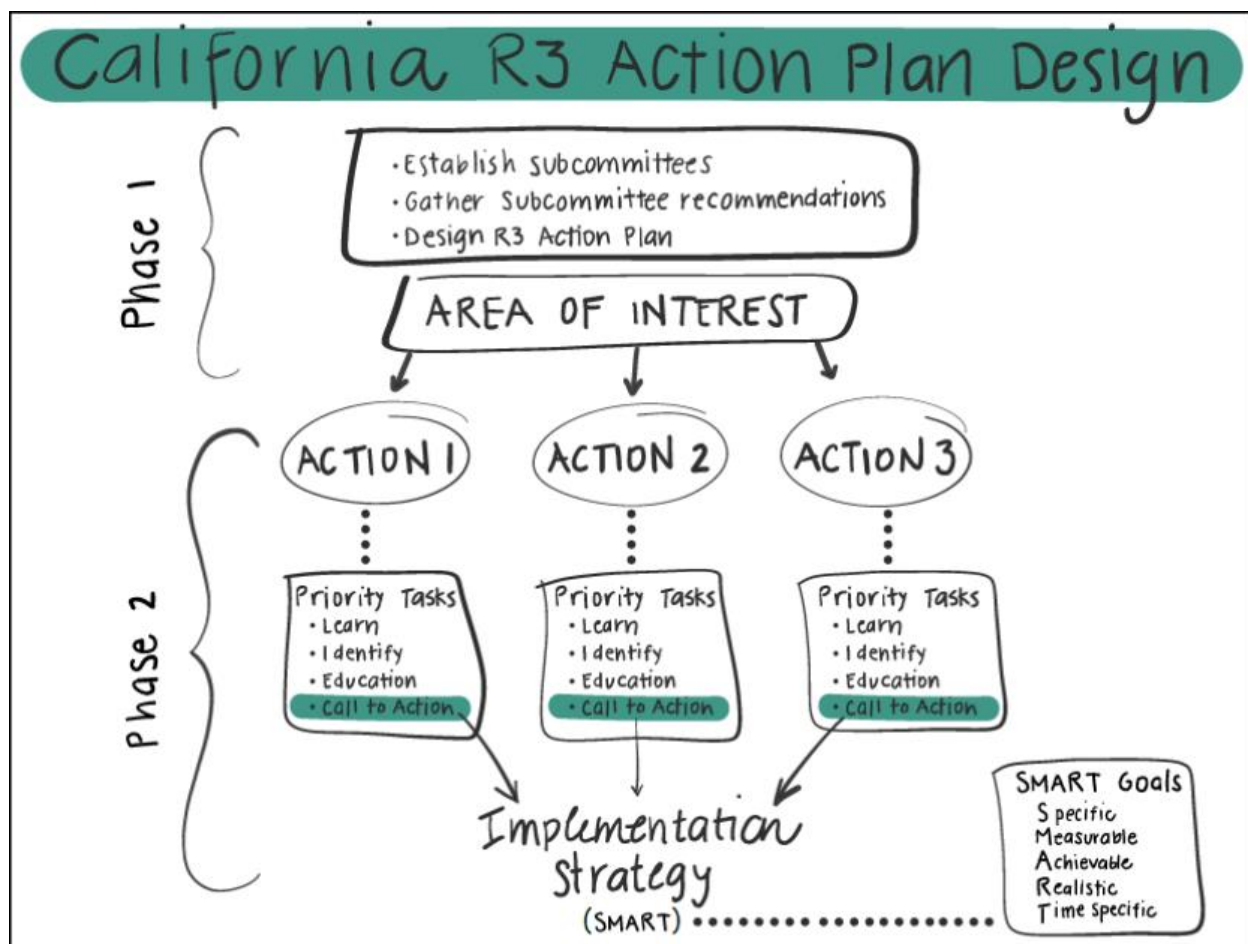 California R3 Action Plan Design
Phase 1
• Establish subcommittees
• Gather Subcommittee recommendations
• Design R3 Action Plan
AREA OF INTEREST
Phase 2
ACTION 1
ACTION 2
ACTION 3
Priority Tasks
• Learn
• Identify
• Education
• Call to Action
Priority Tasks
• Learn
• Identify
• Education
• Call to Action
Priority Tasks
• Learn
• Identify
• Education
• Call to Action
Implementation
Strategy
(SMART)
SMART Goals
Specific
Measurable
Achievable
Realistic
Time Specific